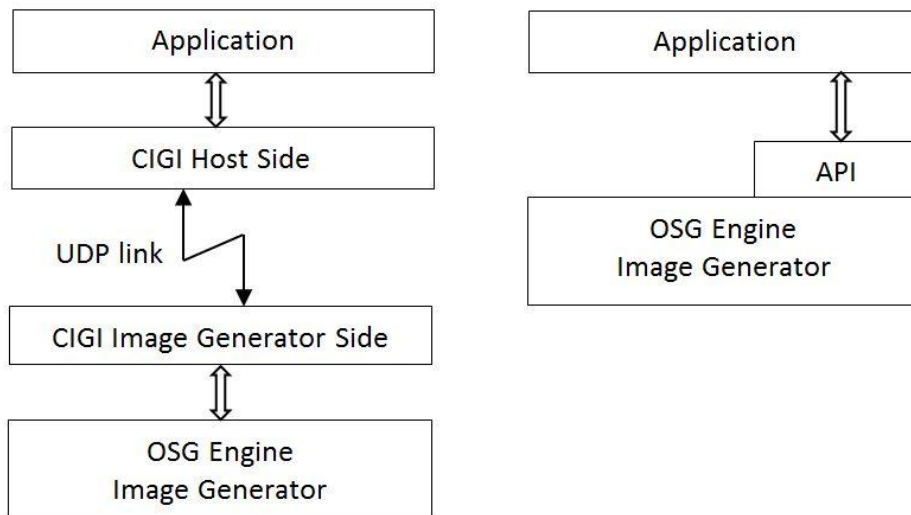 Application
CIGI Host Side
UDP link
CIGI Image Generator Side
OSG Engine
Image Generator
Application
API
OSG Engine
Image Generator